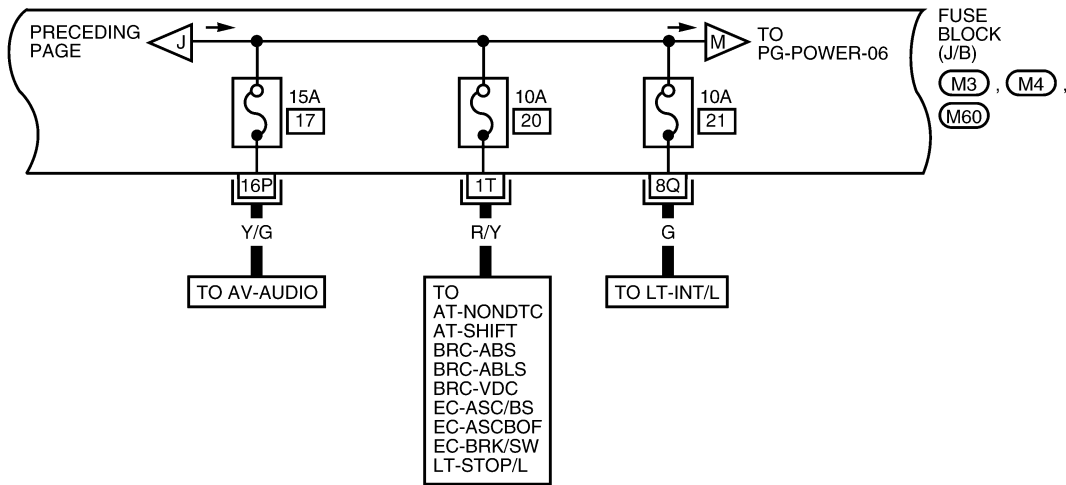 PRECEDING
PAGE
J
M
TO
PG-POWER-06
FUSE
BLOCK
(J/B)
M3 , M4 ,
M60
15A
17
10A
20
10A
21
16P
1T
8Q
Y/G
R/Y
G
TO AV-AUDIO
TO
AT-NONDTC
AT-SHIFT
BRC-ABS
BRC-ABLS
BRC-VDC
EC-ASC/BS
EC-ASCBOF
EC-BRK/SW
LT-STOP/L
TO LT-INT/L